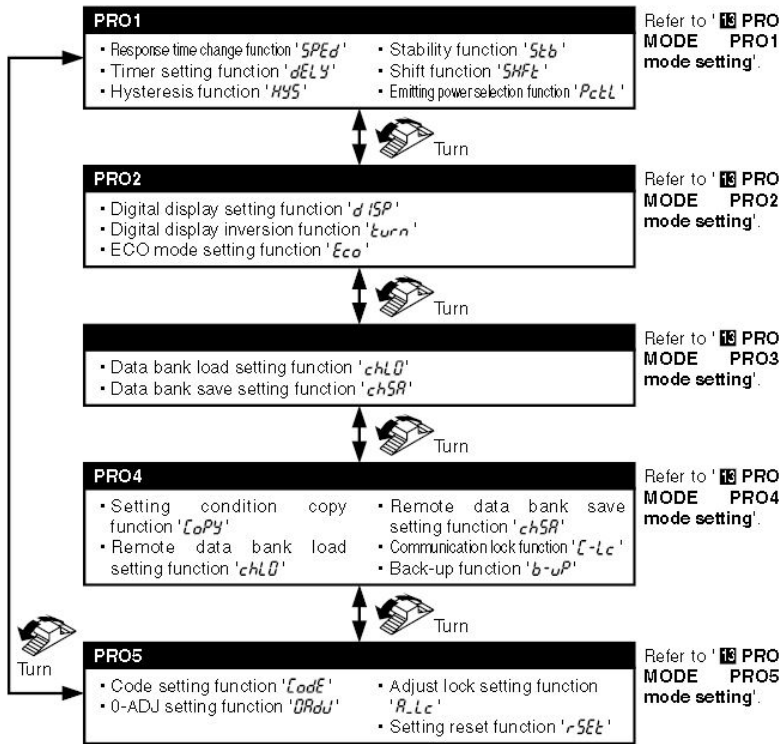 PRO1
• Response time change function 'SPEd'
• Timer setting function 'dELY'
• Hysteresis function 'HYS'
• Stability function 'Stb'
• Shift function 'SHFt'
• Emitting power selection function 'PctL'
Refer to '13 PRO
MODE PRO1
mode setting'.
Turn
PRO2
• Digital display setting function 'dISP'
• Digital display inversion function 'turn'
• ECO mode setting function 'Eco'
Refer to '13 PRO
MODE PRO2
mode setting'.
Turn
• Data bank load setting function 'chLO'
• Data bank save setting function 'chSA'
Refer to '13 PRO
MODE PRO3
mode setting'.
Turn
PRO4
• Setting condition copy
function 'CoPY'
• Remote data bank load
setting function 'chLO'
• Remote data bank save
setting function 'chSA'
• Communication lock function 'C-Lc'
• Back-up function 'b-uP'
Refer to '13 PRO
MODE PRO4
mode setting'.
Turn
Turn
PRO5
• Code setting function 'CodE'
• 0-ADJ setting function '0AdJ'
• Adjust lock setting function
'A_Lc'
• Setting reset function 'rSEt'
Refer to '13 PRO
MODE PRO5
mode setting'.